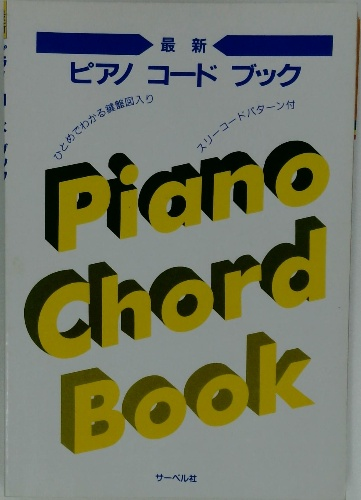 最新
ピアノ コード ブック
ひとめでわかる鍵盤図入り
スリーコードパターン付
Piano
Chord
Book
サーベル社